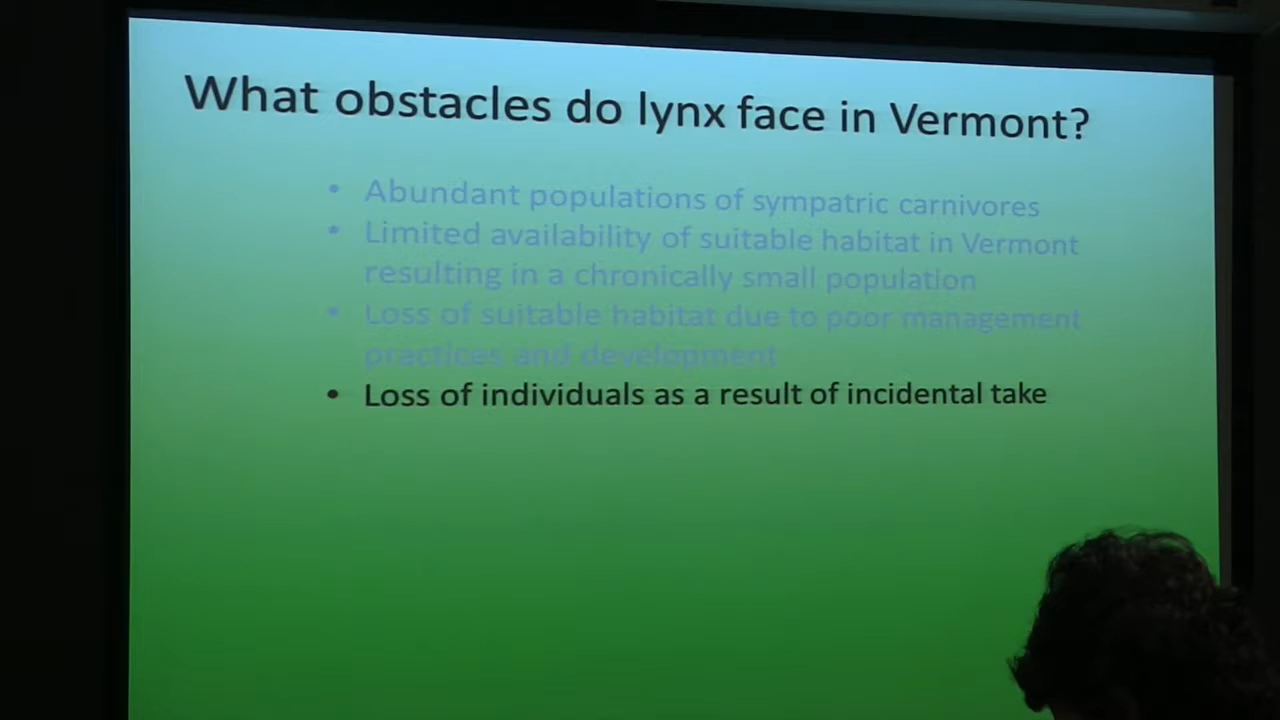 What obstacles do lynx face in Vermont?
• Abundant populations of sympatric carnivores
• Limited availability of suitable habitat in Vermont
resulting in a chronically small population
• Loss of suitable habitat due to poor management
practices and development
• Loss of individuals as a result of incidental take